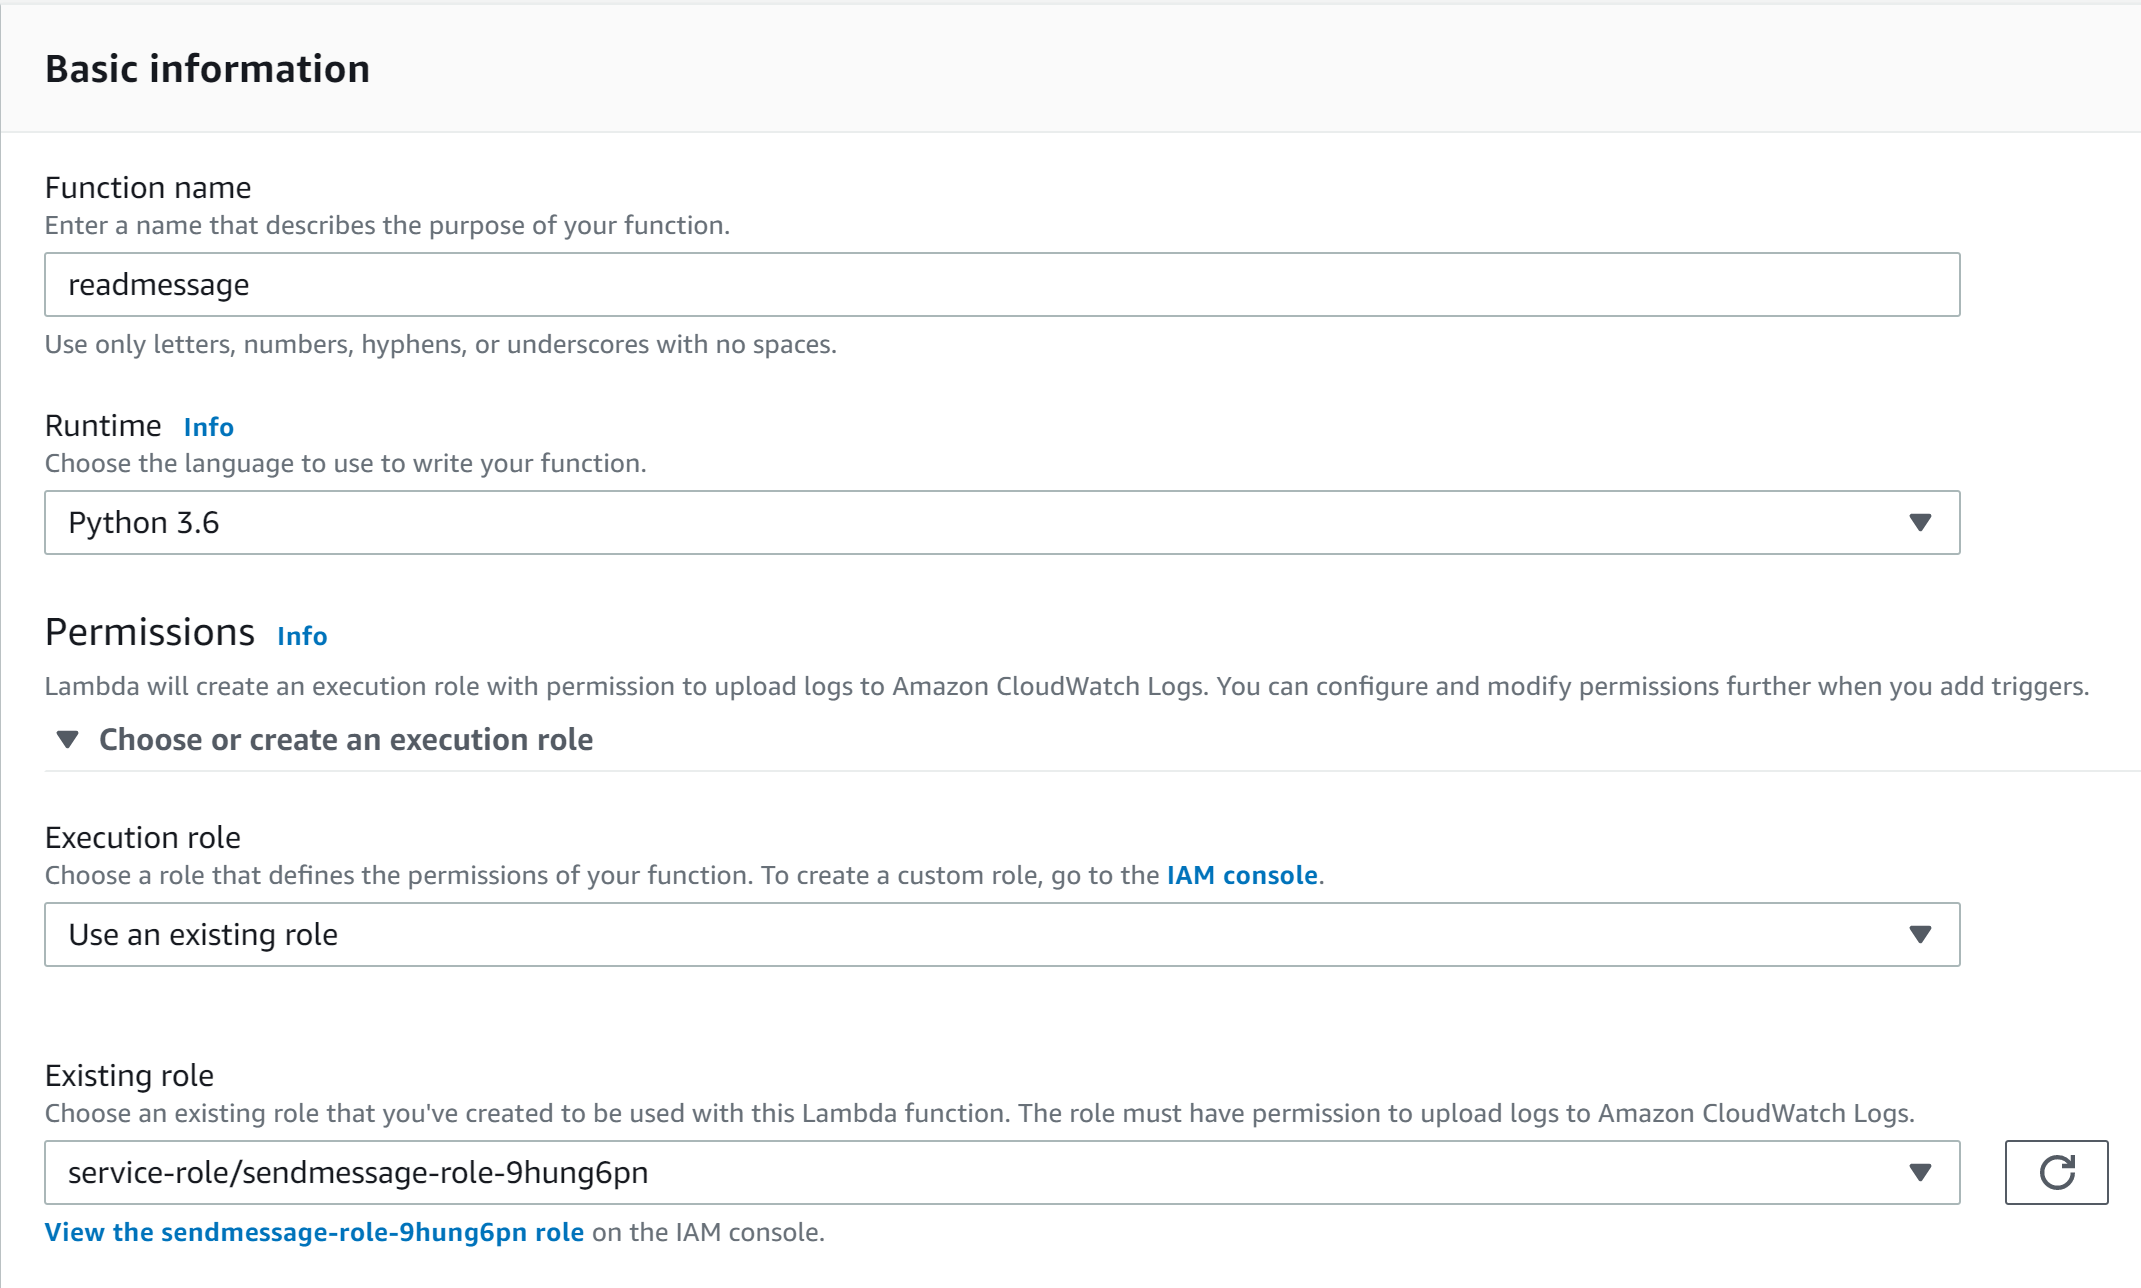 Basic information
Function name
Enter a name that describes the purpose of your function.
readmessage
Use only letters, numbers, hyphens, or underscores with no spaces.
Runtime Info
Choose the language to use to write your function.
Python 3.6
Permissions Info
Lambda will create an execution role with permission to upload logs to Amazon CloudWatch Logs. You can configure and modify permissions further when you add triggers.
Choose or create an execution role
Execution role
Choose a role that defines the permissions of your function. To create a custom role, go to the IAM console.
Use an existing role
Existing role
Choose an existing role that you've created to be used with this Lambda function. The role must have permission to upload logs to Amazon CloudWatch Logs.
service-role/sendmessage-role-9hung6pn
View the sendmessage-role-9hung6pn role on the IAM console.